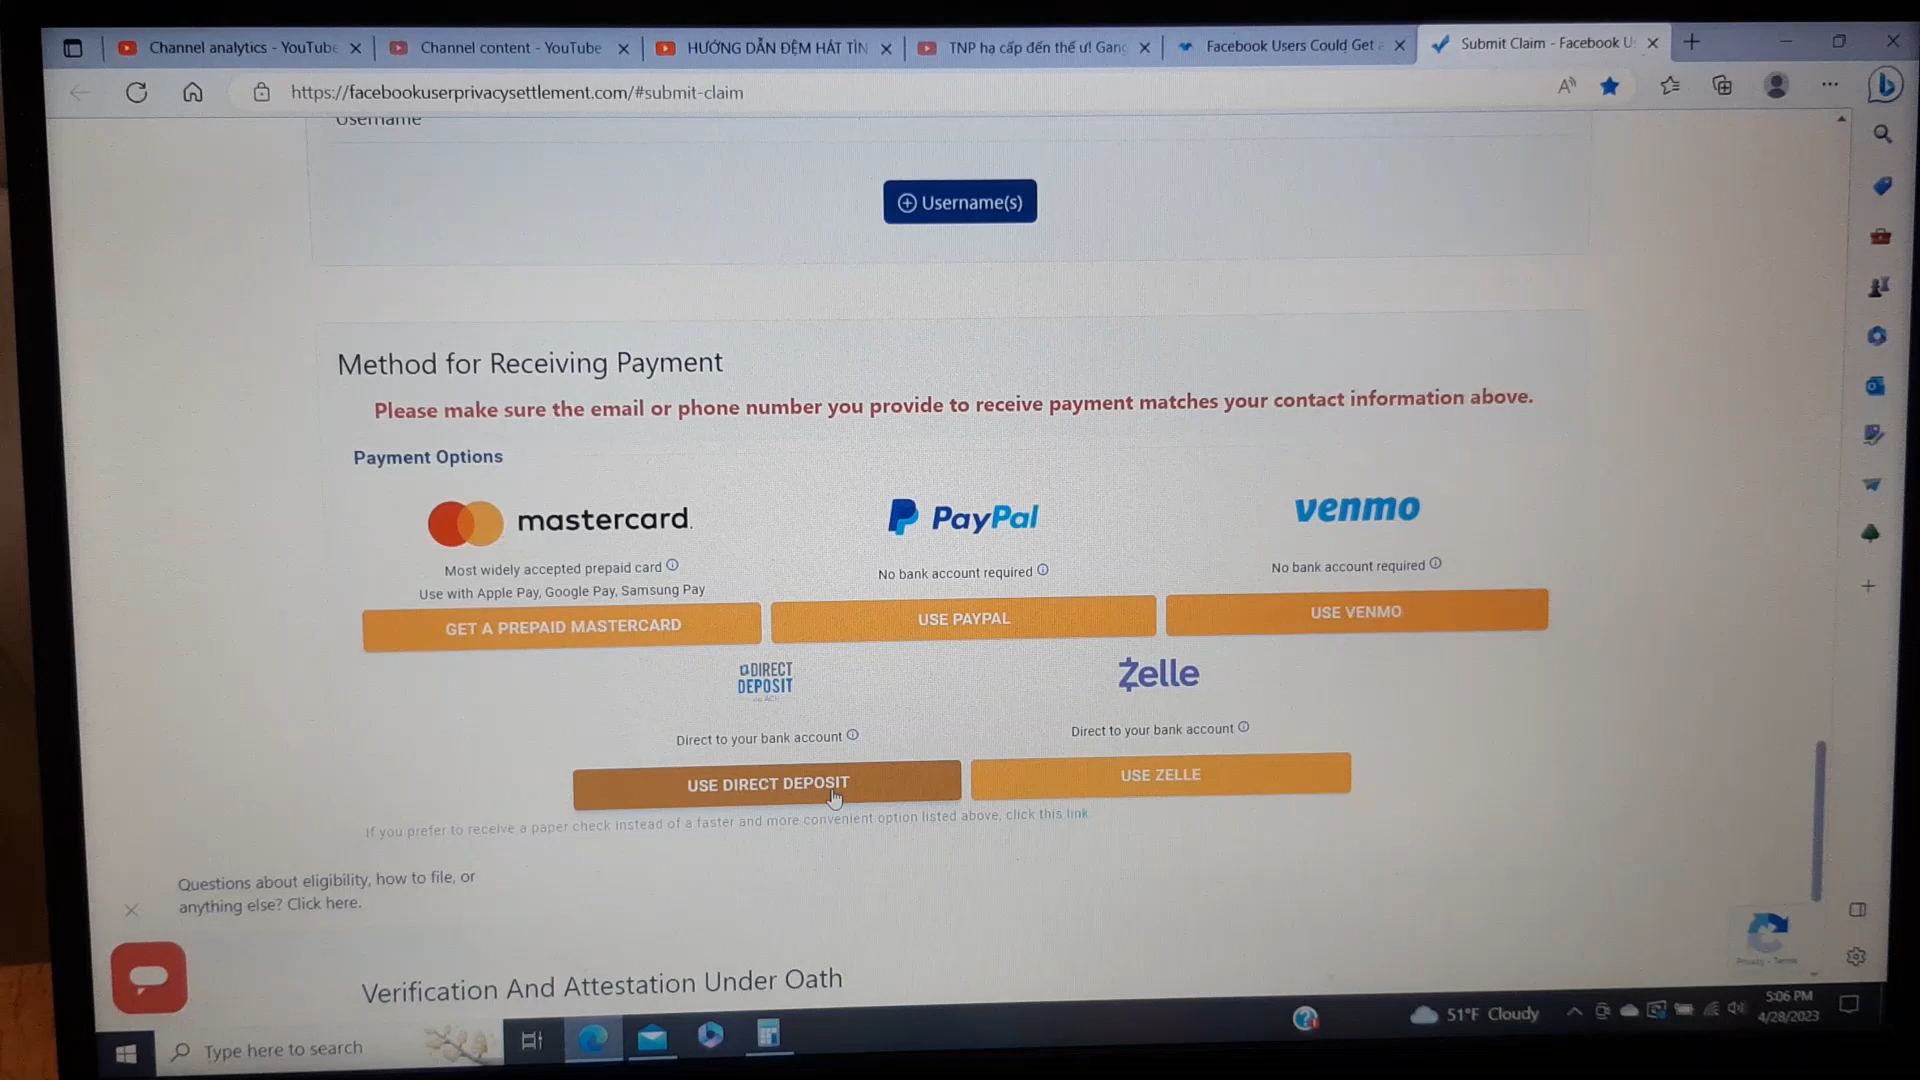 Channel analytics - YouTube
Channel content - YouTube
HƯỚNG DẪN ĐỆM HÁT TÌN
TNP hạ cấp đến thế ư! Gang
Facebook Users Could Get a
Submit Claim - Facebook U
https://facebookuserprivacysettlement.com/#submit-claim
Username
Username(s)
Method for Receiving Payment
Please make sure the email or phone number you provide to receive payment matches your contact information above.
Payment Options
mastercard
PayPal
venmo
Most widely accepted prepaid card
Use with Apple Pay, Google Pay, Samsung Pay
No bank account required
No bank account required
GET A PREPAID MASTERCARD
USE PAYPAL
USE VENMO
DIRECT
DEPOSIT
via ACH
Zelle
Direct to your bank account
Direct to your bank account
USE DIRECT DEPOSIT
USE ZELLE
If you prefer to receive a paper check instead of a faster and more convenient option listed above, click this link.
Questions about eligibility, how to file, or
anything else? Click here.
Privacy - Terms
Verification And Attestation Under Oath
Type here to search
51°F Cloudy
5:06 PM
4/28/2023